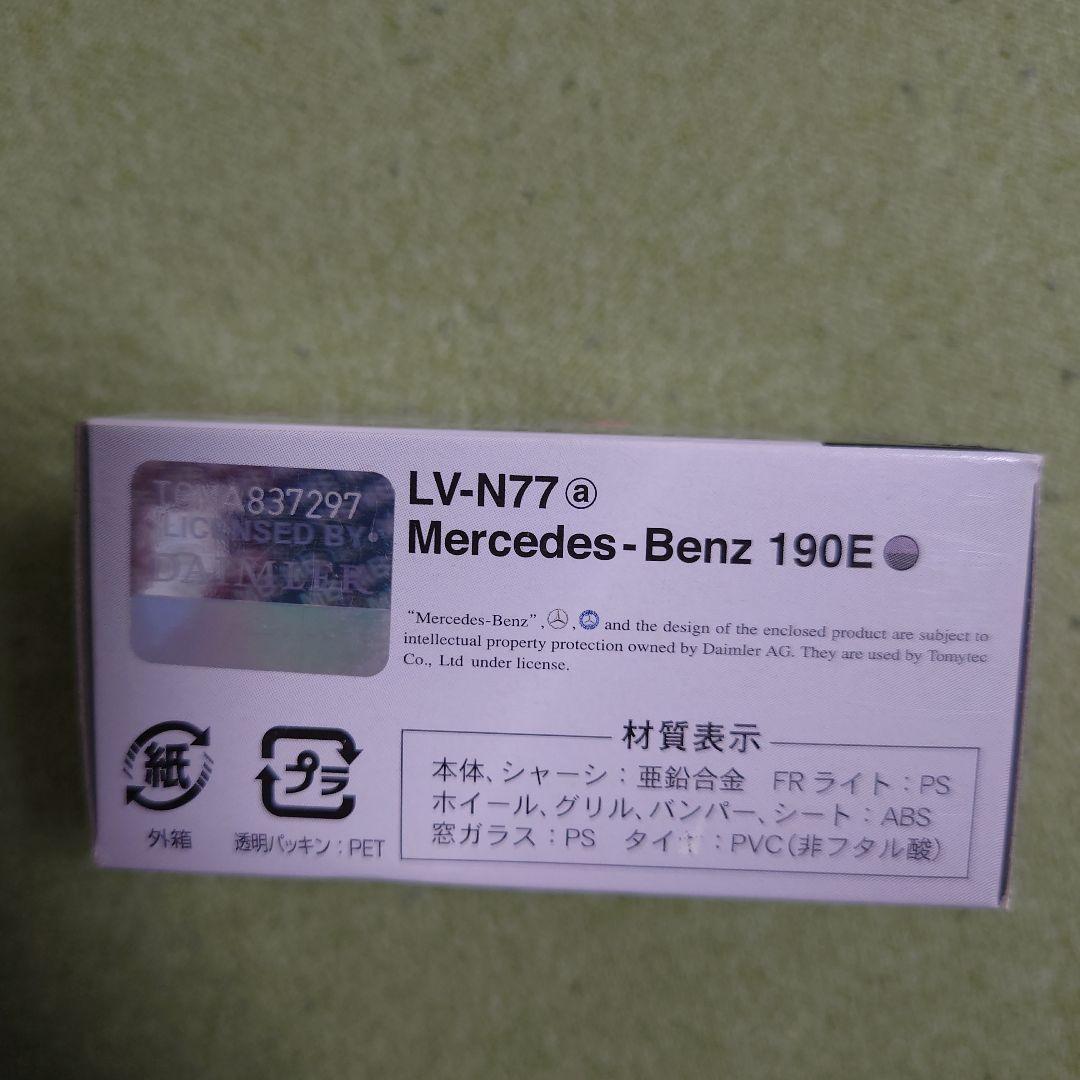 TOMA837297
LICENSED BY
DAIMLER
LV-N77ⓐ
Mercedes-Benz 190E
“Mercedes-Benz”, , and the design of the enclosed product are subject to
intellectual property protection owned by Daimler AG. They are used by Tomytec
Co., Ltd under license.
紙
外箱
プラ
透明パッキン：PET
材質表示
本体、シャーシ：亜鉛合金 FRライト：PS
ホイール、グリル、バンパー、シート：ABS
窓ガラス：PS タイヤ：PVC（非フタル酸）